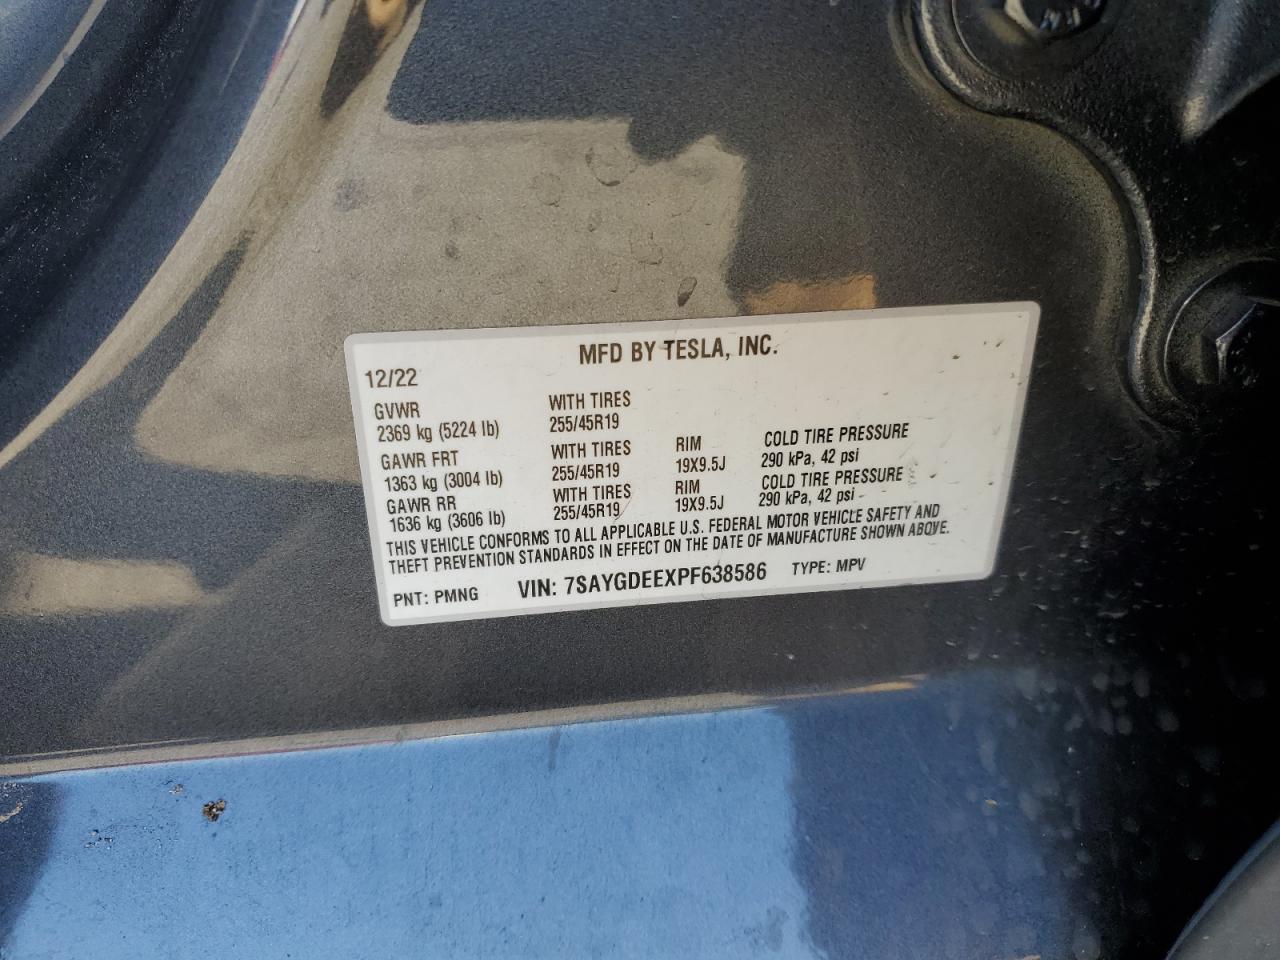 MFD BY TESLA, INC.
12/22
GVWR WITH TIRES
2369 kg (5224 lb) 255/45R19
GAWR FRT WITH TIRES RIM COLD TIRE PRESSURE
1363 kg (3004 lb) 255/45R19 19X9.5J 290 kPa, 42 psi
GAWR RR WITH TIRES RIM COLD TIRE PRESSURE
1636 kg (3606 lb) 255/45R19 19X9.5J 290 kPa, 42 psi
THIS VEHICLE CONFORMS TO ALL APPLICABLE U.S. FEDERAL MOTOR VEHICLE SAFETY AND
THEFT PREVENTION STANDARDS IN EFFECT ON THE DATE OF MANUFACTURE SHOWN ABOVE.
PNT: PMNG VIN: 7SAYGDEEXPF638586 TYPE: MPV